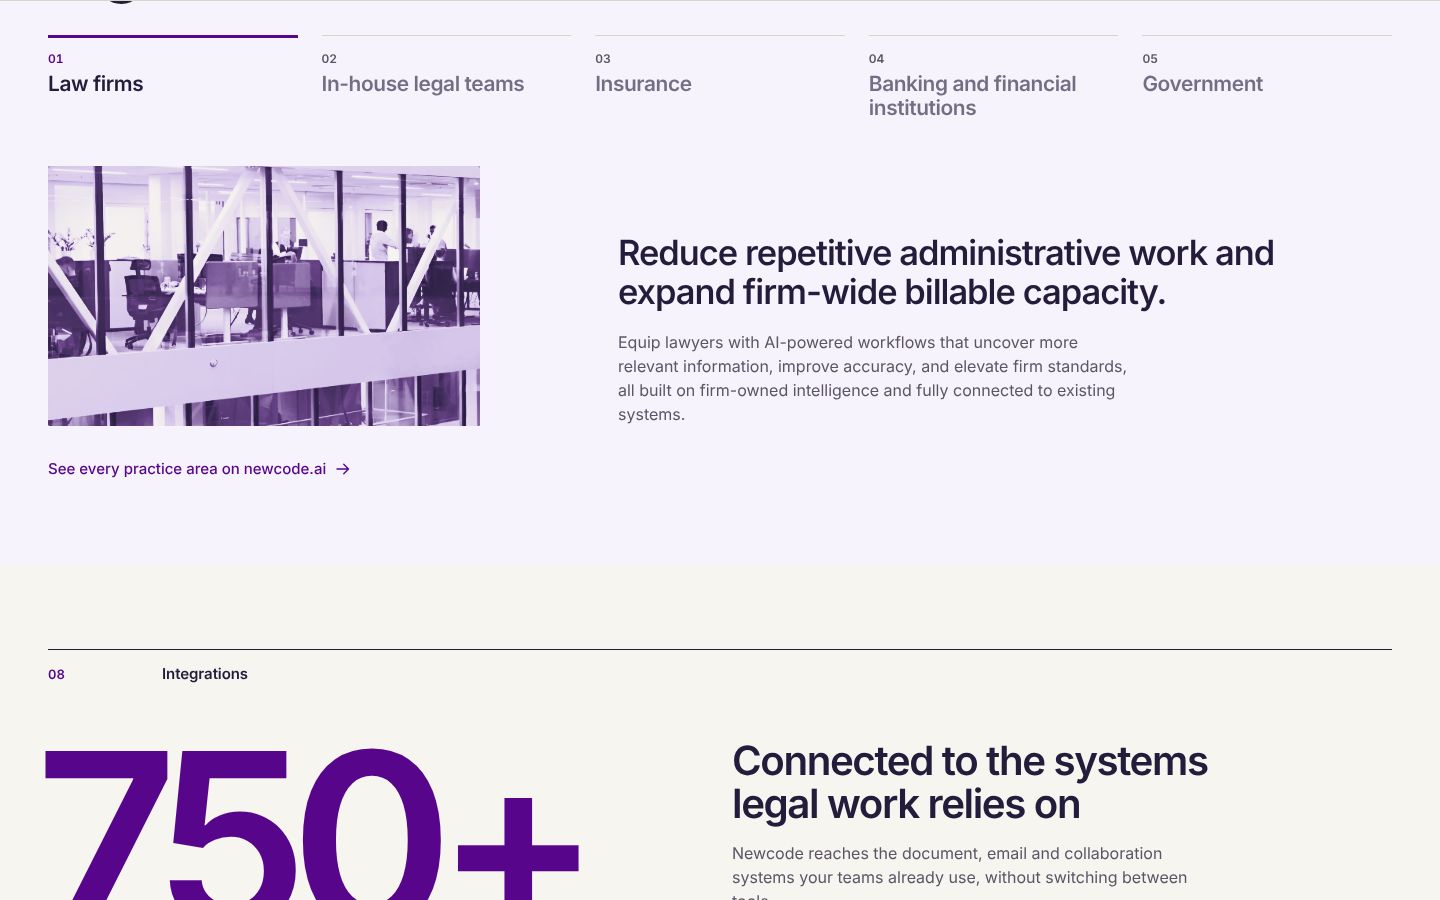 01
Law firms
02
In-house legal teams
03
Insurance
04
Banking and financial
institutions
05
Government
Reduce repetitive administrative work and
expand firm-wide billable capacity.
Equip lawyers with AI-powered workflows that uncover more
relevant information, improve accuracy, and elevate firm standards,
all built on firm-owned intelligence and fully connected to existing
systems.
See every practice area on newcode.ai →
08
Integrations
750+
Connected to the systems
legal work relies on
Newcode reaches the document, email and collaboration
systems your teams already use, without switching between